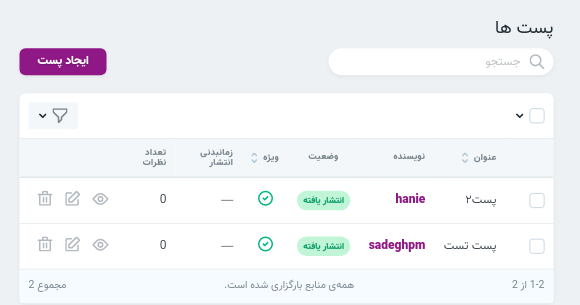 پست ها
جستجو
ایجاد پست
عنوان
نویسنده
وضعیت
ویژه
زمانبندنی انتشار
تعداد نظرات
پست۲
hanie
انتشار یافته
—
0
پست تست
sadeghpm
انتشار یافته
—
0
1-2 از 2
همه‌ی منابع بارگزاری شده است.
مجموع 2